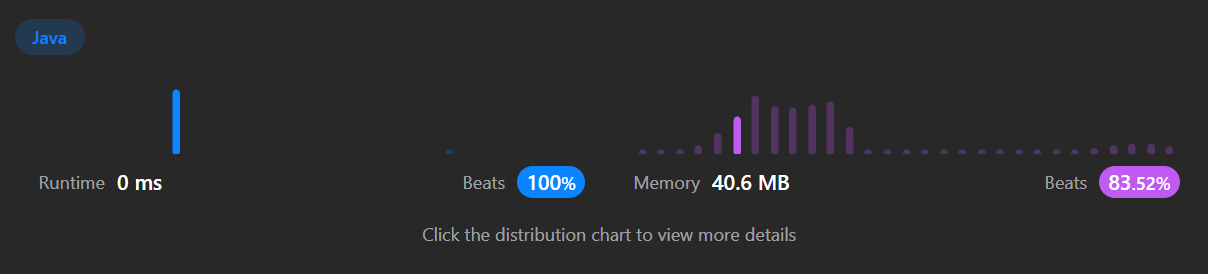 Java
Runtime 0 ms Beats 100% Memory 40.6 MB Beats 83.52%
Click the distribution chart to view more details